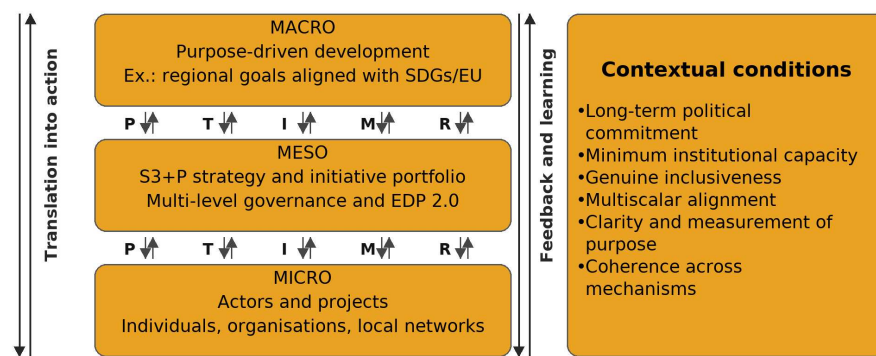 Translation into action
MACRO
Purpose-driven development
Ex.: regional goals aligned with SDGs/EU
P T I M R
MESO
S3+P strategy and initiative portfolio
Multi-level governance and EDP 2.0
P T I M R
MICRO
Actors and projects
Individuals, organisations, local networks
Feedback and learning
Contextual conditions
•Long-term political
commitment
•Minimum institutional capacity
•Genuine inclusiveness
•Multiscalar alignment
•Clarity and measurement of
purpose
•Coherence across
mechanisms